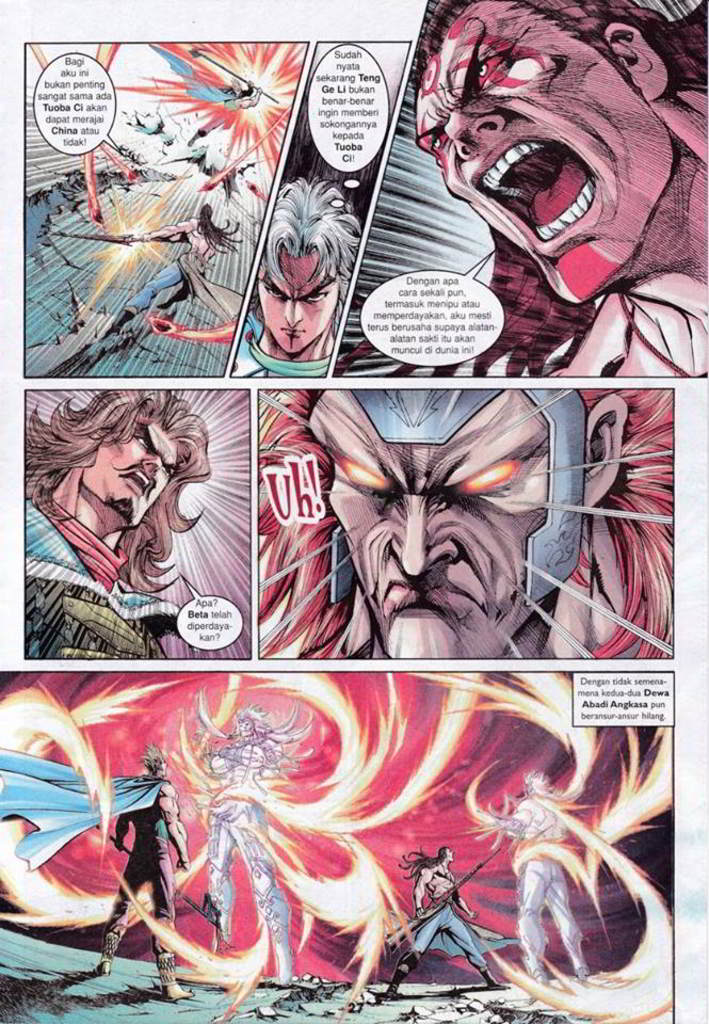 Bagi
aku ini
bukan penting
sangat sama ada
Tuoba Ci akan
dapat merajai
China atau
tidak!
Sudah
nyata
sekarang Teng
Ge Li bukan
benar-benar
ingin memberi
sokongannya
kepada
Tuoba
Ci!
Dengan apa
cara sekali pun,
termasuk menipu atau
memperdayakan, aku mesti
terus berusaha supaya alatan-
alatan sakti itu akan
muncul di dunia ini!
Apa?
Beta telah
diperdaya-
kan?
Uh!
Dengan tidak semena-
mena kedua-dua Dewa
Abadi Angkasa pun
beransur-ansur hilang.